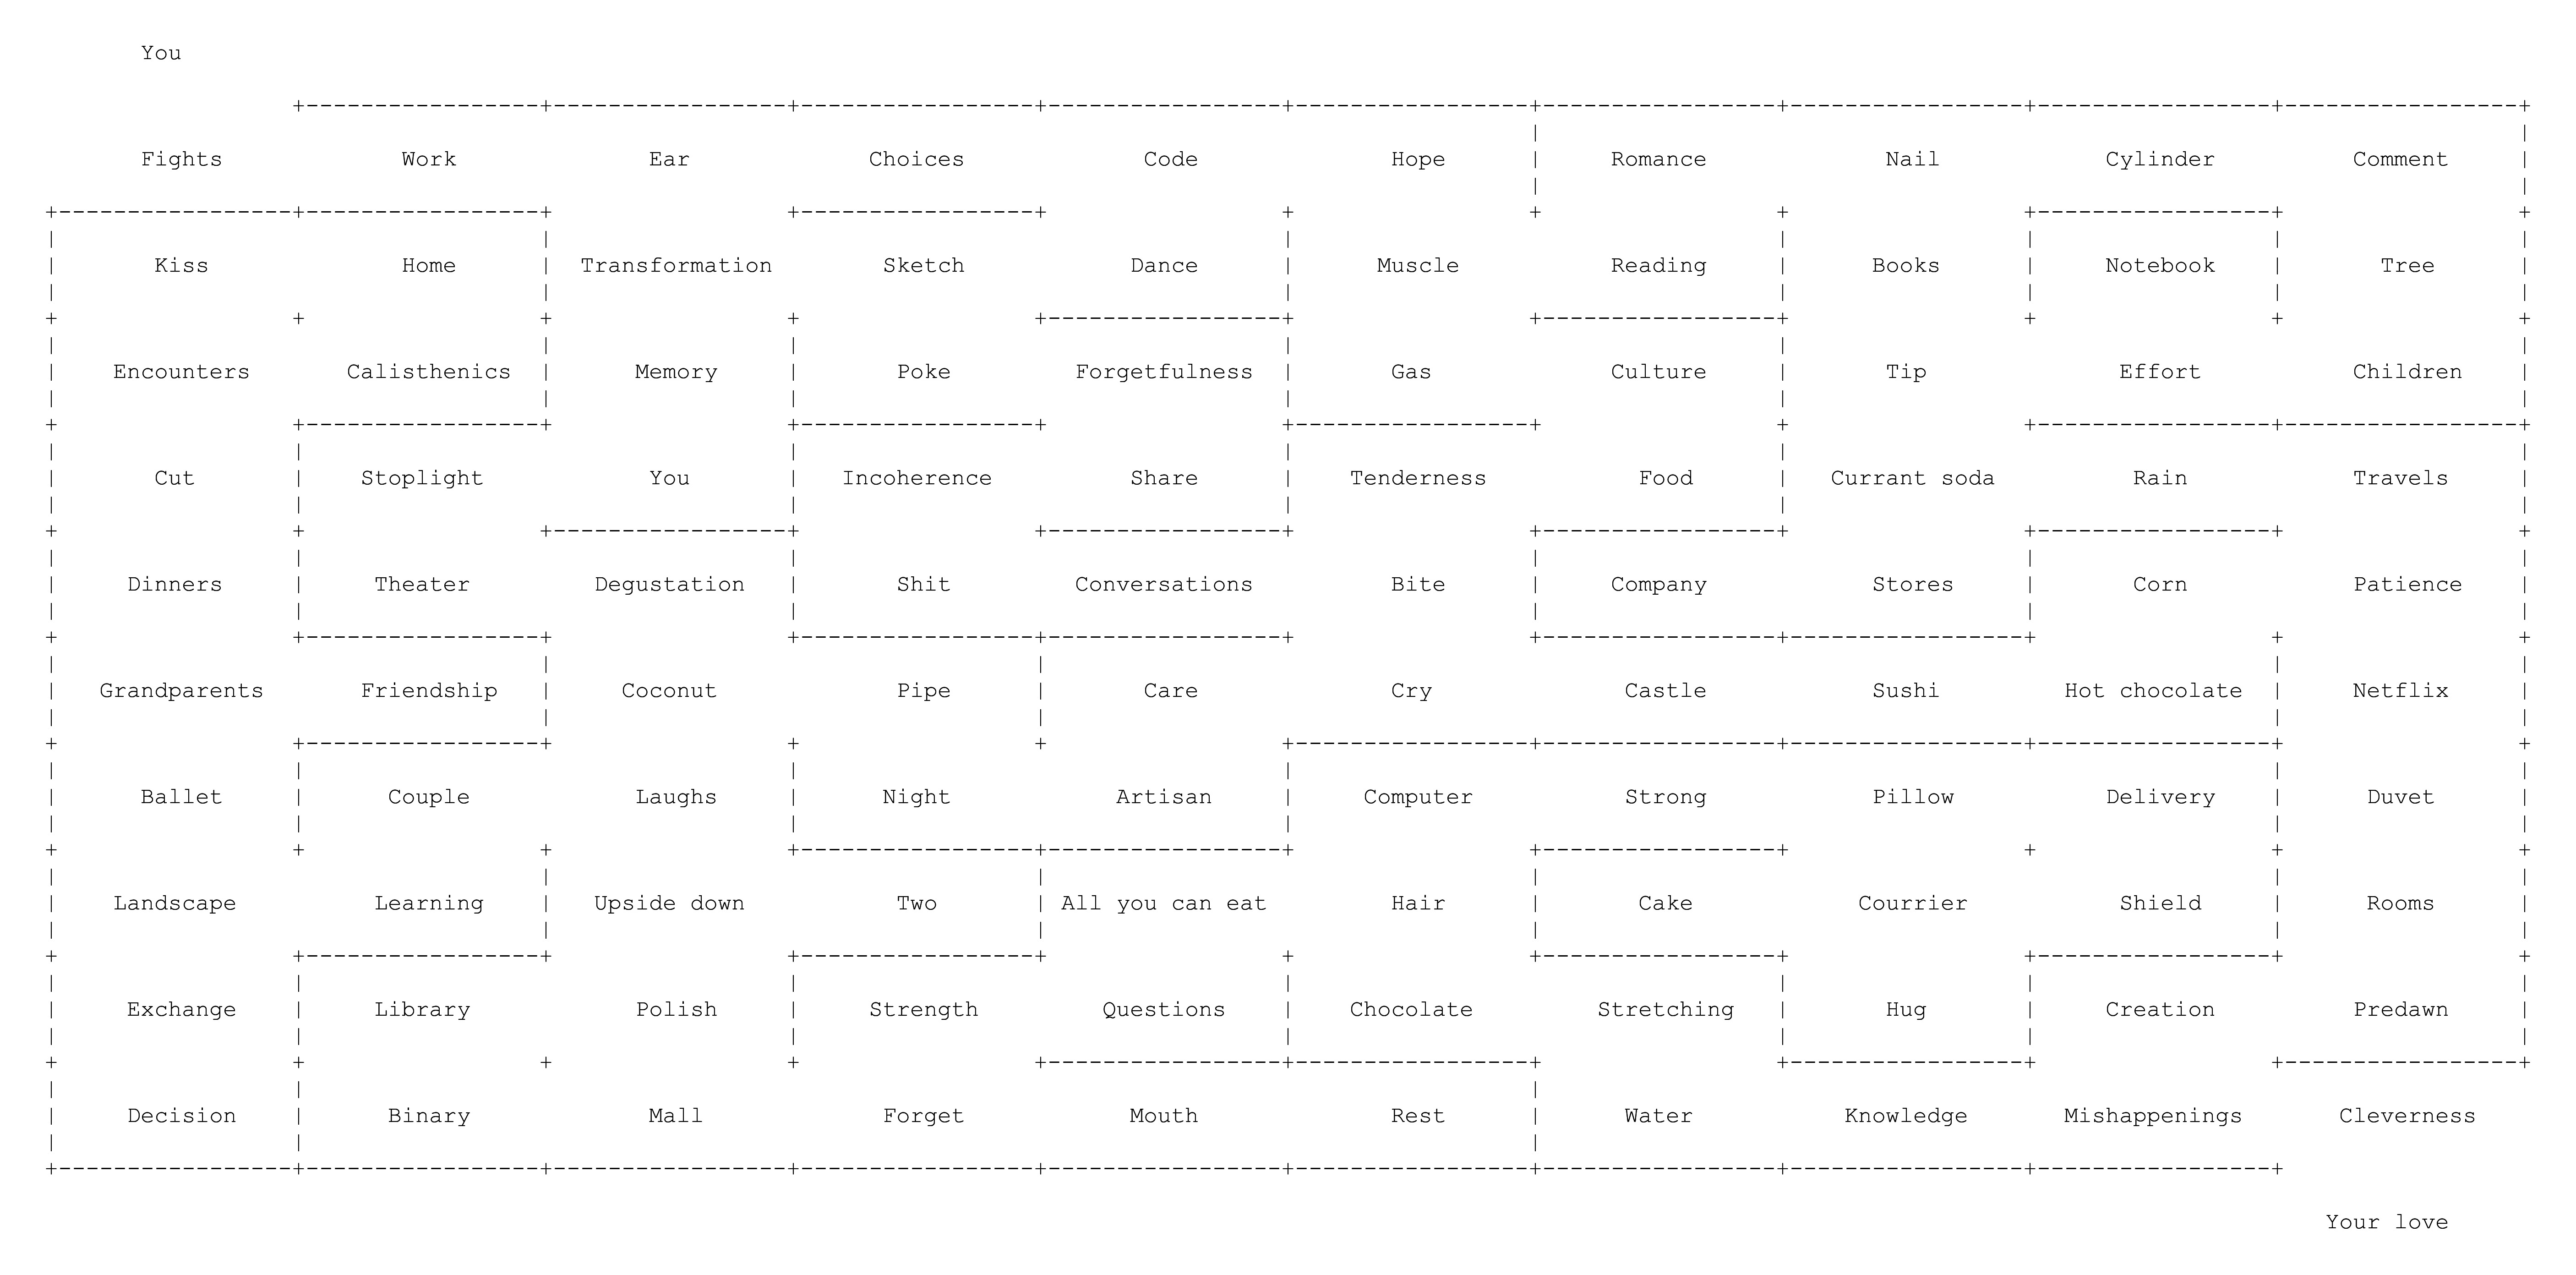 You
Fights Work Ear Choices Code Hope Romance Nail Cylinder Comment
Kiss Home Transformation Sketch Dance Muscle Reading Books Notebook Tree
Encounters Calisthenics Memory Poke Forgetfulness Gas Culture Tip Effort Children
Cut Stoplight You Incoherence Share Tenderness Food Currant soda Rain Travels
Dinners Theater Degustation Shit Conversations Bite Company Stores Corn Patience
Grandparents Friendship Coconut Pipe Care Cry Castle Sushi Hot chocolate Netflix
Ballet Couple Laughs Night Artisan Computer Strong Pillow Delivery Duvet
Landscape Learning Upside down Two All you can eat Hair Cake Courrier Shield Rooms
Exchange Library Polish Strength Questions Chocolate Stretching Hug Creation Predawn
Decision Binary Mall Forget Mouth Rest Water Knowledge Mishappenings Cleverness
Your love